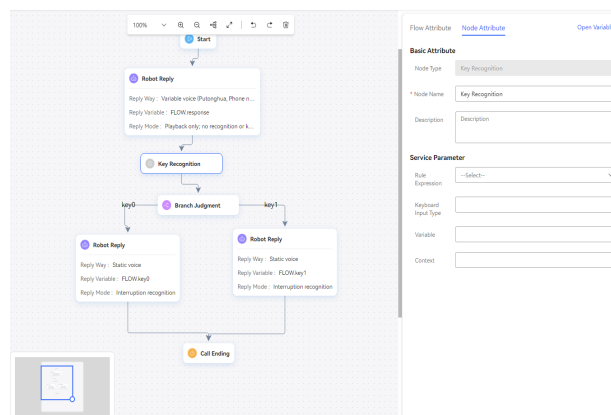 100%
Start
Robot Reply
Reply Way : Variable voice (Putonghua, Phone n...
Reply Variable : FLOW.response
Reply Mode : Playback only; no recognition or k...
Key Recognition
key0
Branch Judgment
key1
Robot Reply
Reply Way : Static voice
Reply Variable : FLOW.key0
Reply Mode : Interruption recognition
Robot Reply
Reply Way : Static voice
Reply Variable : FLOW.key1
Reply Mode : Interruption recognition
Call Ending
Flow Attribute
Node Attribute
Open Variabl
Basic Attribute
Node Type
Key Recognition
* Node Name
Key Recognition
Description
Description
Service Parameter
Rule
Expression
--Select--
Keyboard
Input Type
Variable
Context